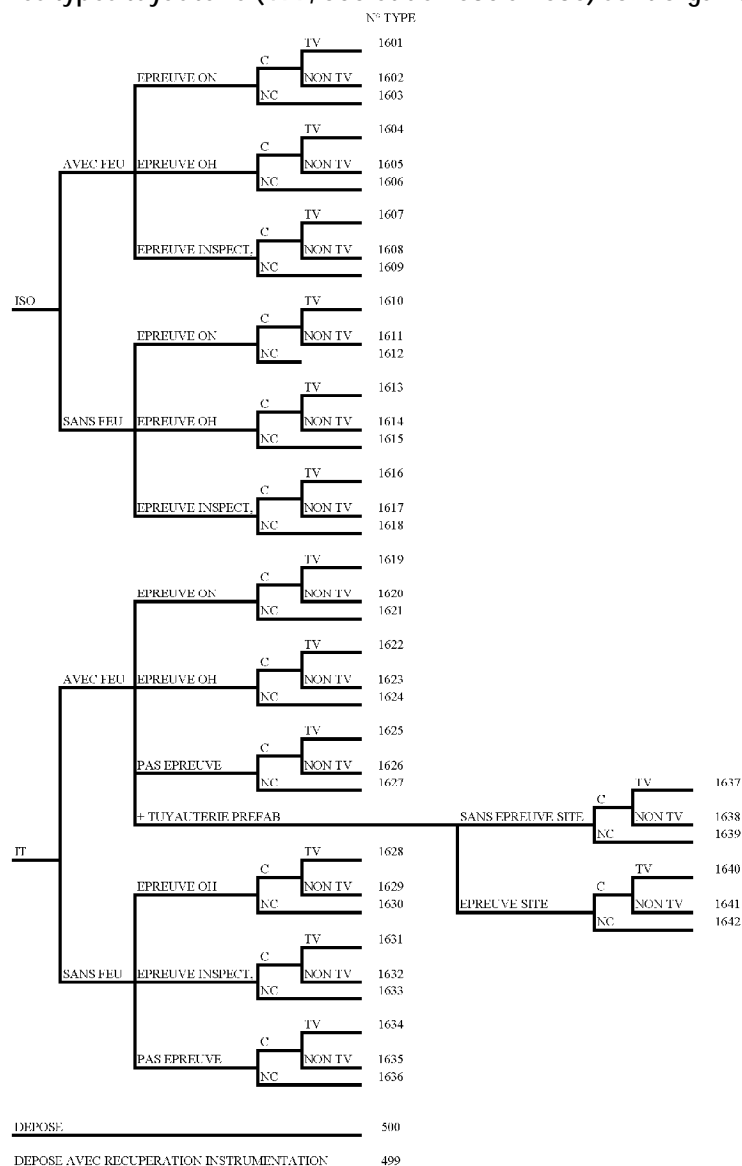 N° TYPE
TV 1601
C
EPREUVE ON NON TV 1602
NC 1603
TV 1604
C
AVEC FEU EPREUVE OH NON TV 1605
NC 1606
TV 1607
C
EPREUVE INSPECT, NON TV 1608
NC 1609
ISO TV 1610
C
EPREUVE ON NON TV 1611
NC 1612
TV 1613
C
SANS FEU EPREUVE OH NON TV 1614
NC 1615
TV 1616
C
EPREUVE INSPECT, NON TV 1617
NC 1618
TV 1619
C
EPREUVE ON NON TV 1620
NC 1621
TV 1622
C
AVEC FEU EPREUVE OH NON TV 1623
NC 1624
TV 1625
C
PAS EPREUVE NON TV 1626
NC 1627
TV 1637
C
+ TUYAUTERIE PREFAB SANS EPREUVE SITE NON TV 1638
NC 1639
IT TV 1628
C
EPREUVE OH NON TV 1629
NC 1630
TV 1640
C
EPREUVE SITE NON TV 1641
NC 1642
TV 1631
C
SANS FEU EPREUVE INSPECT, NON TV 1632
NC 1633
TV 1634
C
PAS EPREUVE NON TV 1635
NC 1636
DEPOSE 500
DEPOSE AVEC RECUPERATION INSTRUMENTATION 499